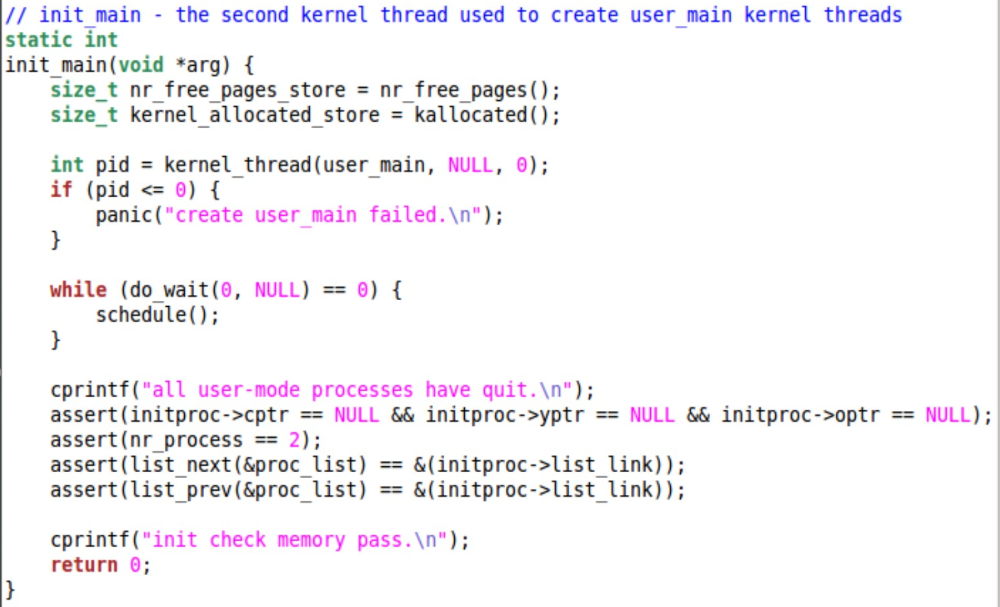 // init_main - the second kernel thread used to create user_main kernel threads
static int
init_main(void *arg) {
    size_t nr_free_pages_store = nr_free_pages();
    size_t kernel_allocated_store = kallocated();

    int pid = kernel_thread(user_main, NULL, 0);
    if (pid <= 0) {
        panic("create user_main failed.\n");
    }

    while (do_wait(0, NULL) == 0) {
        schedule();
    }

    cprintf("all user-mode processes have quit.\n");
    assert(initproc->cptr == NULL && initproc->yptr == NULL && initproc->optr == NULL);
    assert(nr_process == 2);
    assert(list_next(&proc_list) == &(initproc->list_link));
    assert(list_prev(&proc_list) == &(initproc->list_link));

    cprintf("init check memory pass.\n");
    return 0;
}